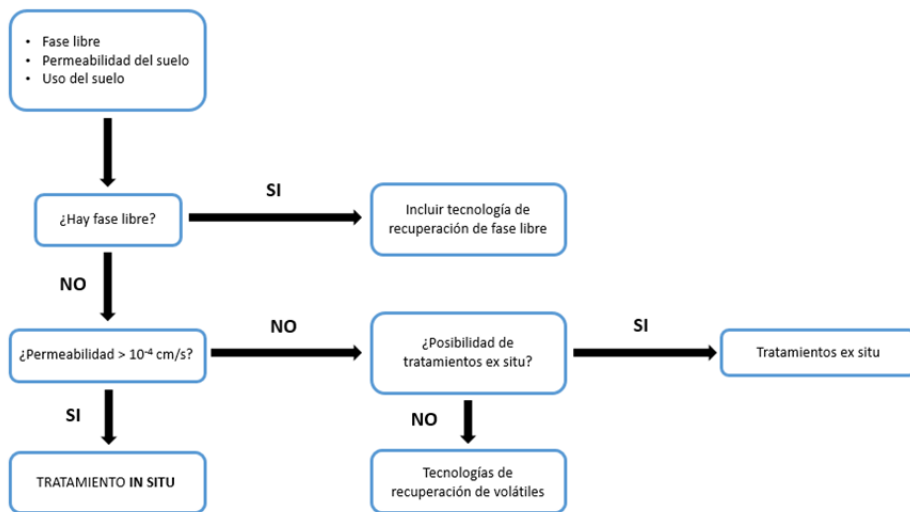 • Fase libre
• Permeabilidad del suelo
• Uso del suelo
SI
¿Hay fase libre?
Incluir tecnología de
recuperación de fase libre
NO
NO
SI
¿Permeabilidad > 10⁻⁴ cm/s?
¿Posibilidad de
tratamientos ex situ?
Tratamientos ex situ
SI
NO
TRATAMIENTO IN SITU
Tecnologías de
recuperación de volátiles